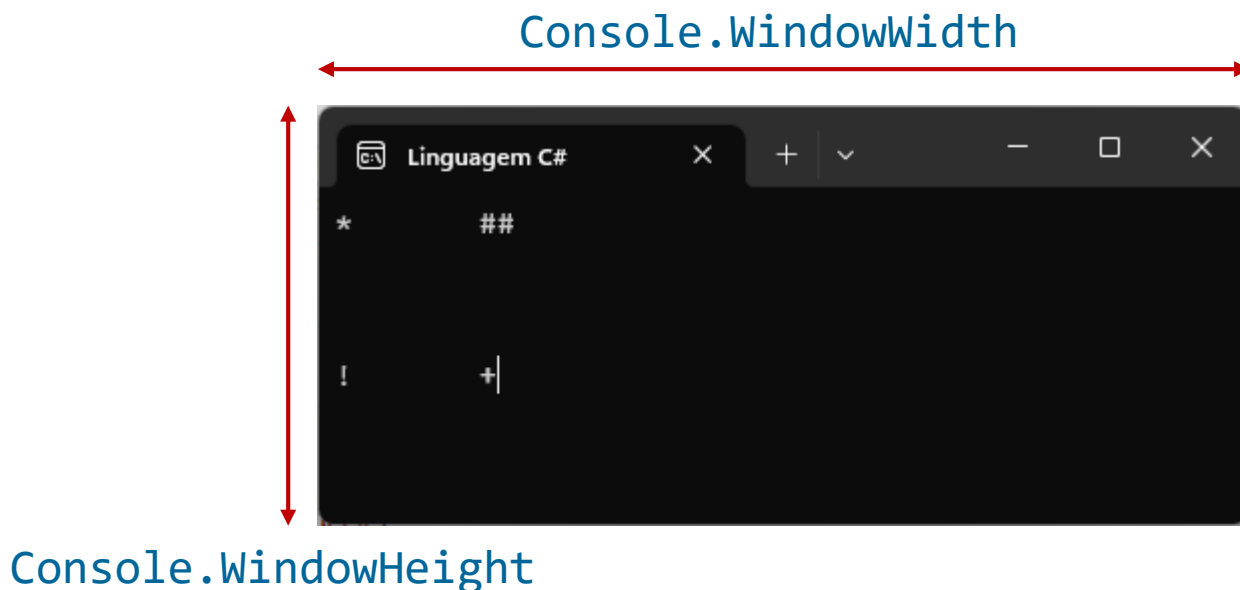 Console.WindowWidth
Linguagem C#
* ##
! +
Console.WindowHeight